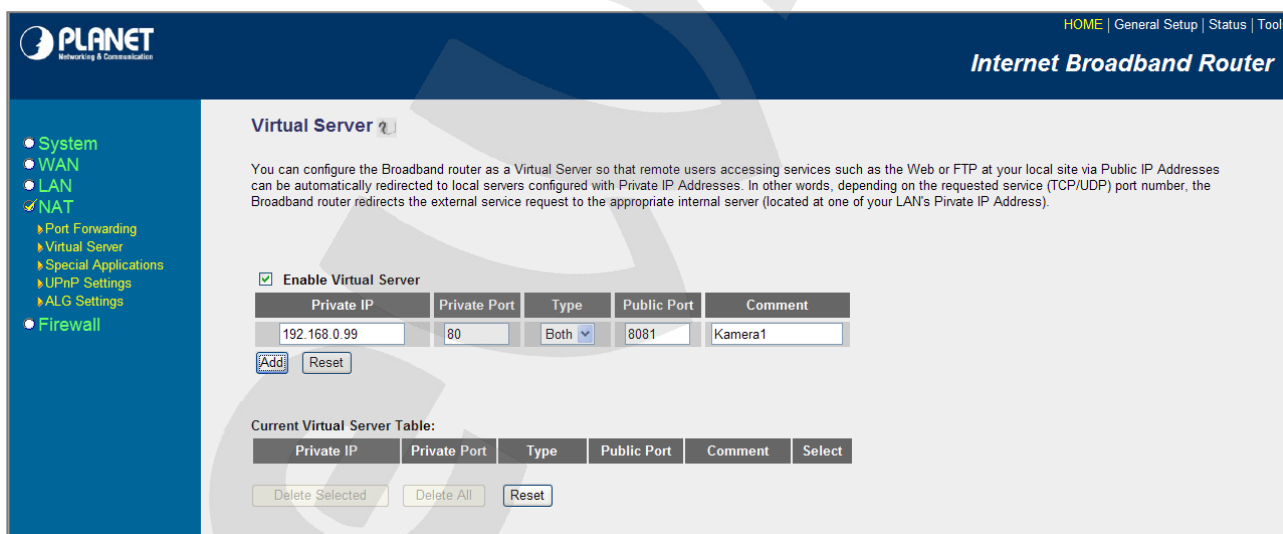 PLANET
Networking & Communication
HOME | General Setup | Status | Tool
Internet Broadband Router
System
WAN
LAN
NAT
Port Forwarding
Virtual Server
Special Applications
UPnP Settings
ALG Settings
Firewall
Virtual Server
You can configure the Broadband router as a Virtual Server so that remote users accessing services such as the Web or FTP at your local site via Public IP Addresses
can be automatically redirected to local servers configured with Private IP Addresses. In other words, depending on the requested service (TCP/UDP) port number, the
Broadband router redirects the external service request to the appropriate internal server (located at one of your LAN's Pivate IP Address).
Enable Virtual Server
Private IP Private Port Type Public Port Comment
192.168.0.99 80 Both 8081 Kamera1
Add Reset
Current Virtual Server Table:
Private IP Private Port Type Public Port Comment Select
Delete Selected Delete All Reset